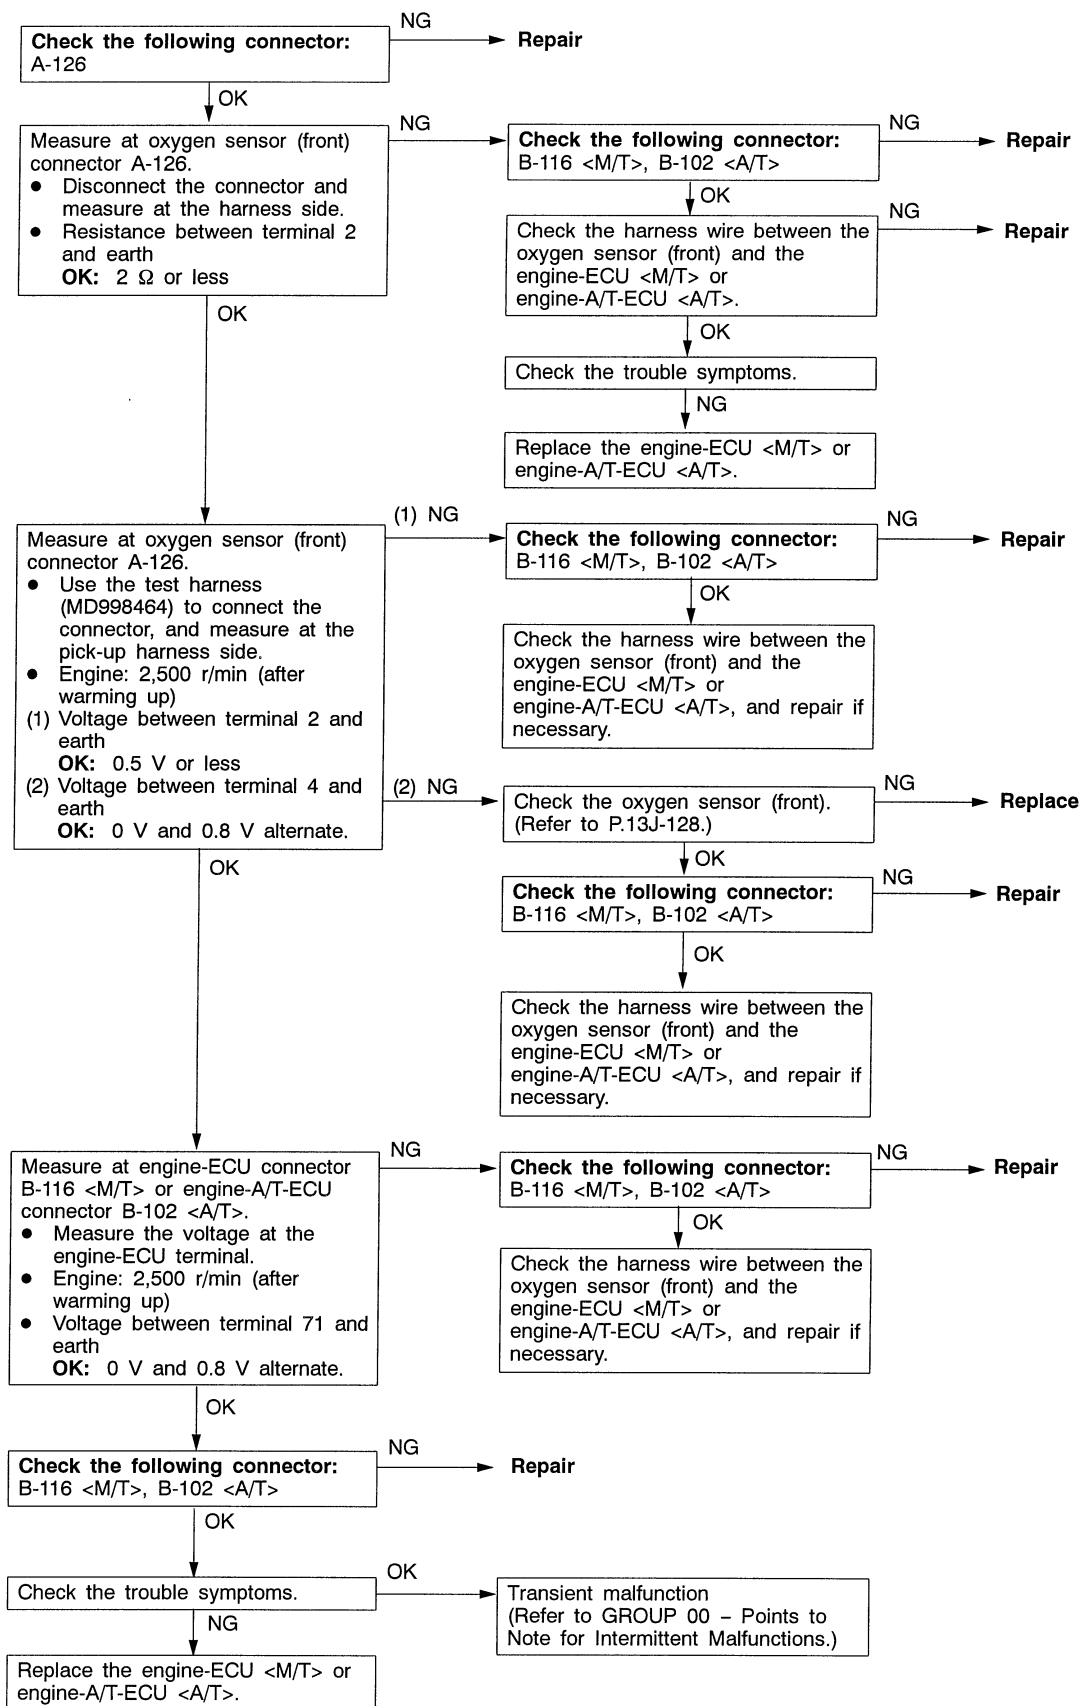 NG
Check the following connector:
A-126
Repair
OK
Measure at oxygen sensor (front)
connector A-126.
● Disconnect the connector and
measure at the harness side.
● Resistance between terminal 2
and earth
OK: 2 Ω or less
NG
Check the following connector:
B-116 <M/T>, B-102 <A/T>
NG
Repair
OK
Check the harness wire between the
oxygen sensor (front) and the
engine-ECU <M/T> or
engine-A/T-ECU <A/T>.
NG
Repair
OK
Check the trouble symptoms.
NG
Replace the engine-ECU <M/T> or
engine-A/T-ECU <A/T>.
OK
Measure at oxygen sensor (front)
connector A-126.
● Use the test harness
(MD998464) to connect the
connector, and measure at the
pick-up harness side.
● Engine: 2,500 r/min (after
warming up)
(1) Voltage between terminal 2 and
earth
OK: 0.5 V or less
(2) Voltage between terminal 4 and
earth
OK: 0 V and 0.8 V alternate.
(1) NG
Check the following connector:
B-116 <M/T>, B-102 <A/T>
NG
Repair
OK
Check the harness wire between the
oxygen sensor (front) and the
engine-ECU <M/T> or
engine-A/T-ECU <A/T>, and repair if
necessary.
(2) NG
Check the oxygen sensor (front).
(Refer to P.13J-128.)
NG
Replace
OK
Check the following connector:
B-116 <M/T>, B-102 <A/T>
NG
Repair
OK
Check the harness wire between the
oxygen sensor (front) and the
engine-ECU <M/T> or
engine-A/T-ECU <A/T>, and repair if
necessary.
OK
Measure at engine-ECU connector
B-116 <M/T> or engine-A/T-ECU
connector B-102 <A/T>.
● Measure the voltage at the
engine-ECU terminal.
● Engine: 2,500 r/min (after
warming up)
● Voltage between terminal 71 and
earth
OK: 0 V and 0.8 V alternate.
NG
Check the following connector:
B-116 <M/T>, B-102 <A/T>
NG
Repair
OK
Check the harness wire between the
oxygen sensor (front) and the
engine-ECU <M/T> or
engine-A/T-ECU <A/T>, and repair if
necessary.
OK
Check the following connector:
B-116 <M/T>, B-102 <A/T>
NG
Repair
OK
Check the trouble symptoms.
OK
Transient malfunction
(Refer to GROUP 00 – Points to
Note for Intermittent Malfunctions.)
NG
Replace the engine-ECU <M/T> or
engine-A/T-ECU <A/T>.